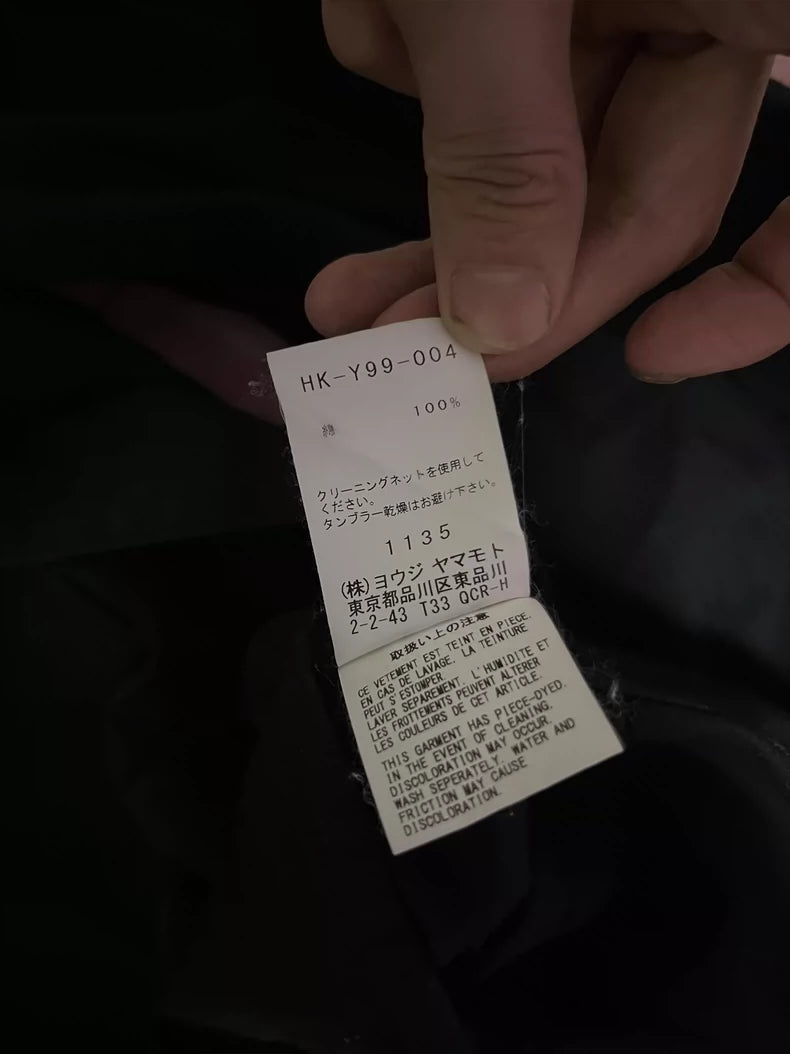 HK-Y99-004
綿 100%
クリーニングネットを使用して
ください。
タンブラー乾燥はお避け下さい。
1135
(株)ヨウジ ヤマモト
東京都品川区東品川
2-2-43 T33 QCR-H
取扱い上の注意
CE VETEMENT EST TEINT EN PIECE.
EN CAS DE LAVAGE, LA TEINTURE
PEUT S'ESTOMPER.
LAVER SEPAREMENT. L'HUMIDITE ET
LES FROTTEMENTS PEUVENT ALTERER
LES COULEURS DE CET ARTICLE.
THIS GARMENT HAS PIECE-DYED.
IN THE EVENT OF CLEANING.
DISCOLORATION MAY OCCUR.
WASH SEPERATELY. WATER AND
FRICTION MAY CAUSE
DISCOLORATION.